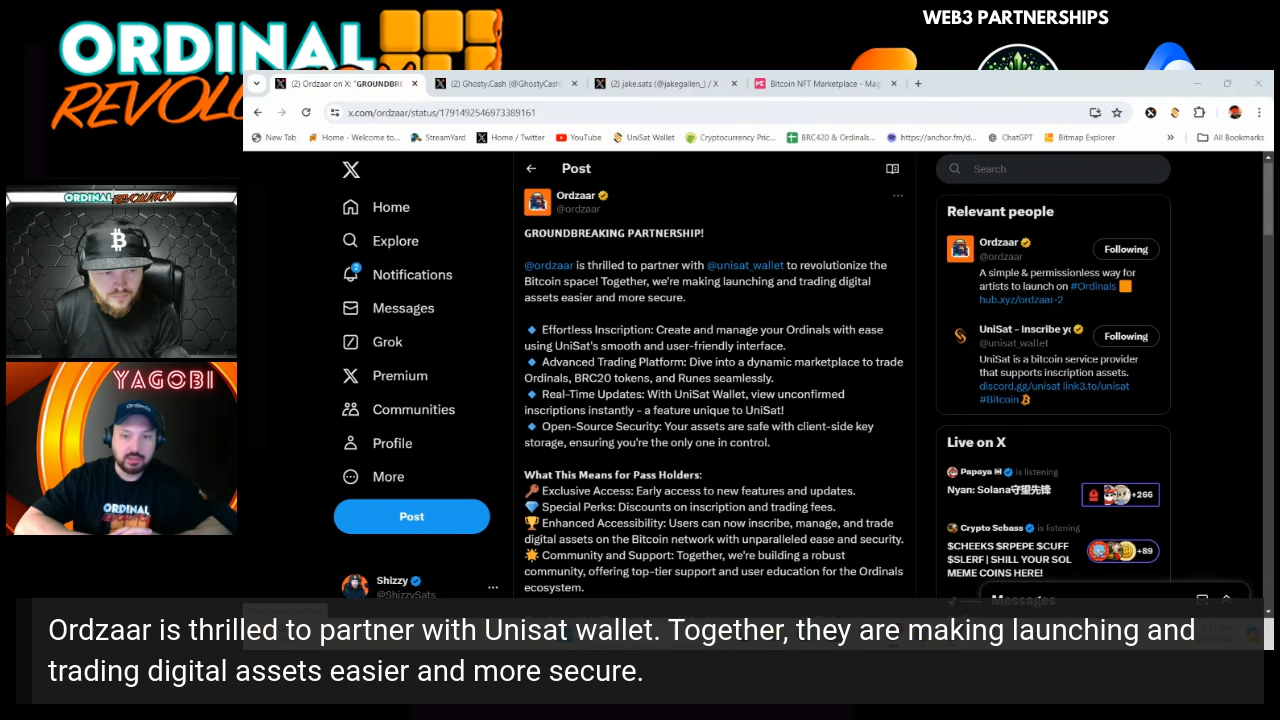 ORDINAL
REVOLU
WEB3 PARTNERSHIPS
(2) Ordzaar on X: "GROUNDBRE
(2) Ghosty.Cash (@GhostyCash
(2) jake.sats (@jakegallen_) / X
Bitcoin NFT Marketplace - Mag
x.com/ordzaar/status/1791492546973389161
New Tab
Home - Welcome to...
StreamYard
Home / Twitter
YouTube
UniSat Wallet
Cryptocurrency Pric...
BRC420 & Ordinals...
https://anchor.fm/d...
ChatGPT
Bitmap Explorer
All Bookmarks
Home
Explore
2
Notifications
Messages
Grok
Premium
Communities
Profile
More
Post
Shizzy
@ShizzySats
Post
Ordzaar
@ordzaar
GROUNDBREAKING PARTNERSHIP!
@ordzaar is thrilled to partner with @unisat_wallet to revolutionize the
Bitcoin space! Together, we're making launching and trading digital
assets easier and more secure.
Effortless Inscription: Create and manage your Ordinals with ease
using UniSat's smooth and user-friendly interface.
Advanced Trading Platform: Dive into a dynamic marketplace to trade
Ordinals, BRC20 tokens, and Runes seamlessly.
Real-Time Updates: With UniSat Wallet, view unconfirmed
inscriptions instantly - a feature unique to UniSat!
Open-Source Security: Your assets are safe with client-side key
storage, ensuring you're the only one in control.
What This Means for Pass Holders:
Exclusive Access: Early access to new features and updates.
Special Perks: Discounts on inscription and trading fees.
Enhanced Accessibility: Users can now inscribe, manage, and trade
digital assets on the Bitcoin network with unparalleled ease and security.
Community and Support: Together, we're building a robust
community, offering top-tier support and user education for the Ordinals
ecosystem.
Search
Relevant people
Ordzaar
@ordzaar
Following
A simple & permissionless way for
artists to launch on #Ordinals
hub.xyz/ordzaar-2
UniSat - Inscribe yo
@unisat_wallet
Following
UniSat is a bitcoin service provider
that supports inscription assets.
discord.gg/unisat link3.to/unisat
#Bitcoin
Live on X
Papaya is listening
Nyan: Solana守望先锋
+266
Crypto Sebass is listening
$CHEEKS $RPEPE $CUFF
$SLERF | SHILL YOUR SOL
MEME COINS HERE!
+89
Messages
ORDINAL REVOLUTION
YAGOBI
ORDINAL
Ordzaar is thrilled to partner with Unisat wallet. Together, they are making launching and
trading digital assets easier and more secure.